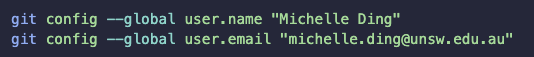 git config --global user.name "Michelle Ding"
git config --global user.email "michelle.ding@unsw.edu.au"